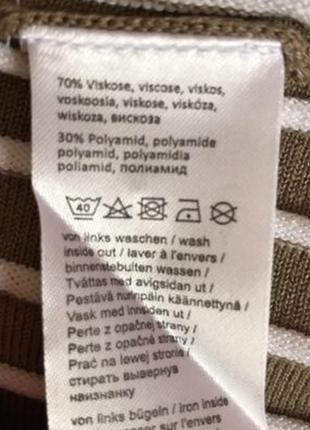 70% Viskose, viscose, viskos,
voskoosia, viskose, viskóza,
wiskoza, вискоза
30% Polyamid, polyamide
polyamid, polyamidia
poliamid, полиамид
40
von links waschen / wash
inside out / laver à l'envers /
binnenstebuiten wassen /
Tvättas med avigsidan ut /
Pestävä nurinpäin käännettynä /
Vask med innsiden ut /
Perte z opačnej strany /
Perte z opačné strany /
Prać na lewej stronie /
стирать вывернув
наизнанку
von links bügeln / iron inside